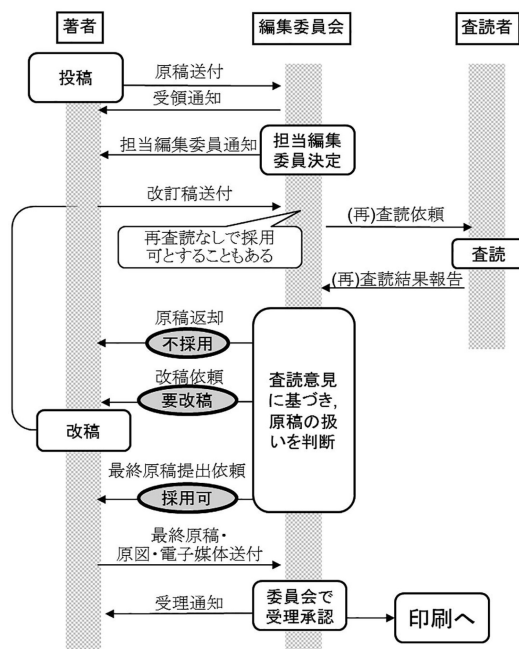 著者
編集委員会
査読者
投稿
原稿送付
受領通知
担当編集委員通知
担当編集
委員決定
改訂稿送付
(再)査読依頼
再査読なしで採用
可とすることもある
査読
(再)査読結果報告
原稿返却
不採用
改稿依頼
要改稿
査読意見
に基づき,
原稿の扱
いを判断
改稿
最終原稿提出依頼
採用可
最終原稿・
原図・電子媒体送付
受理通知
委員会で
受理承認
印刷へ